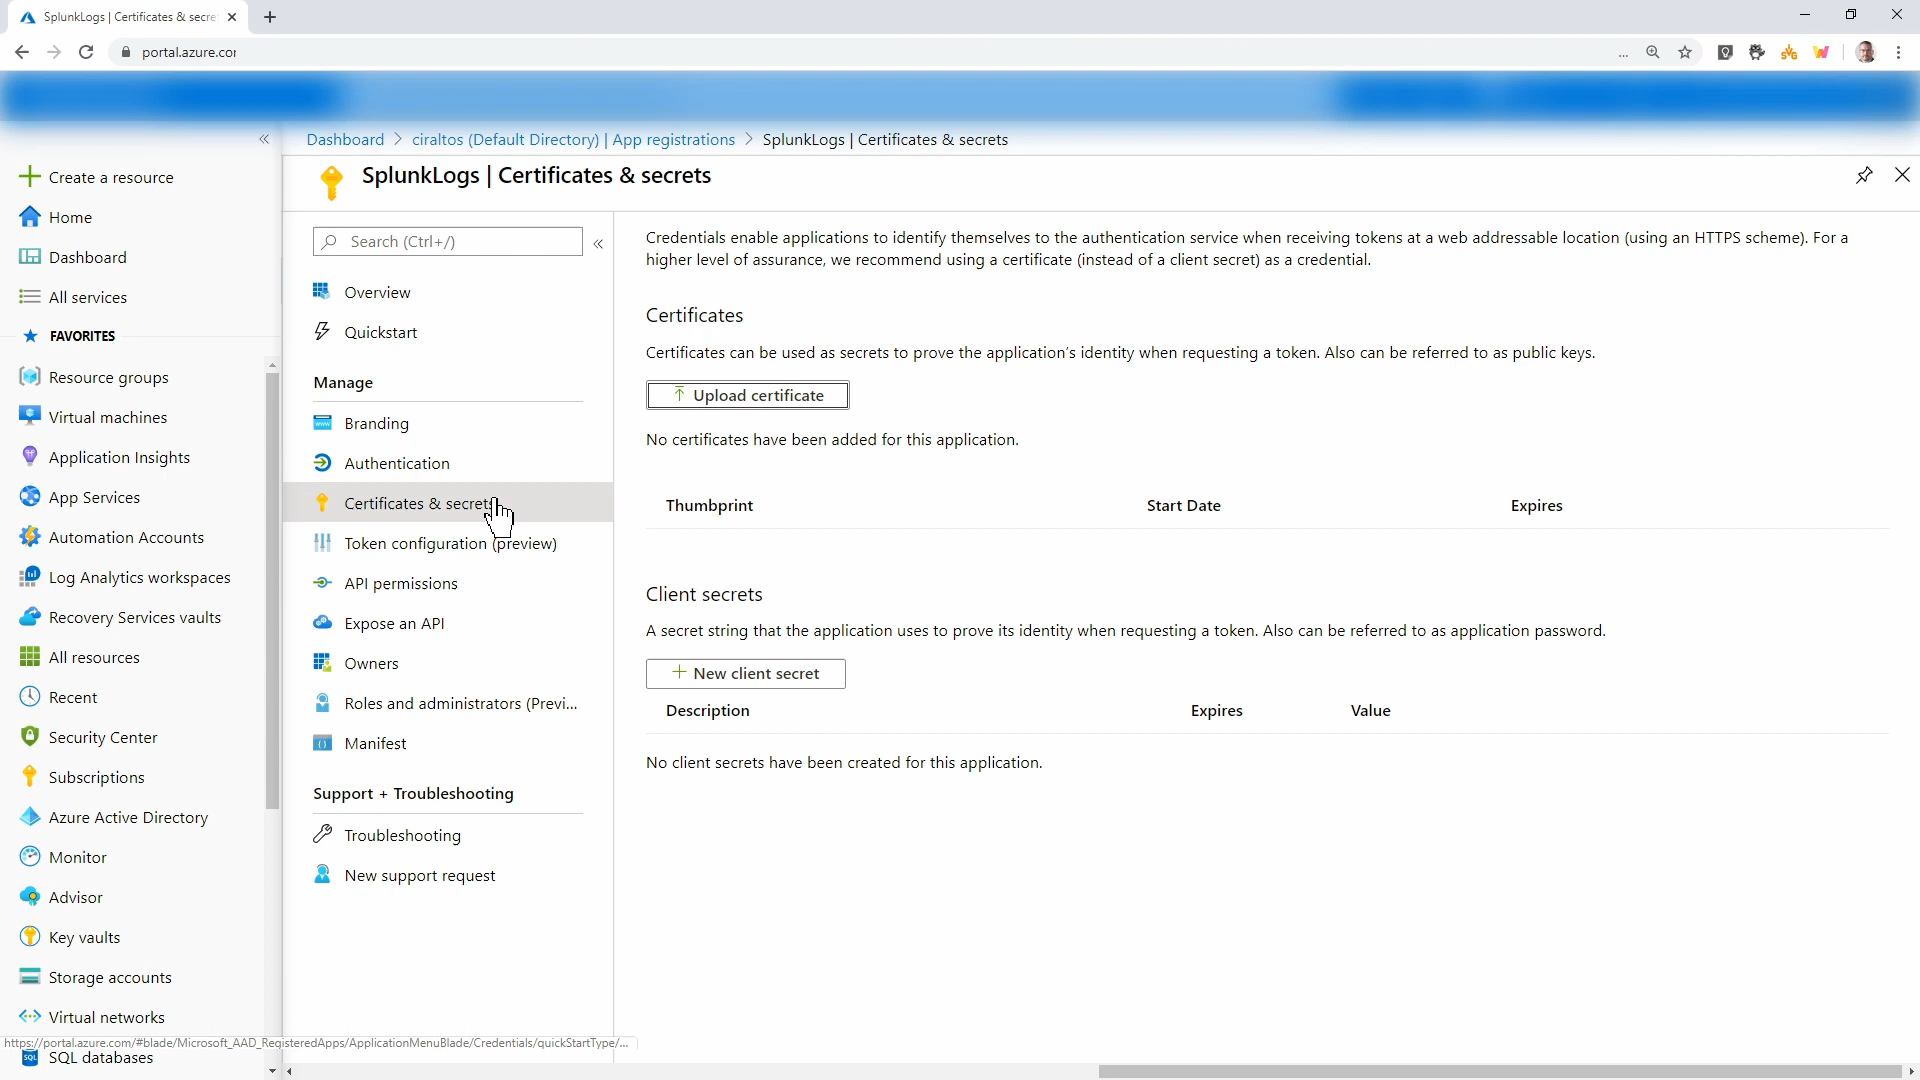 SplunkLogs | Certificates & secre
portal.azure.cor
Dashboard > ciraltos (Default Directory) | App registrations > SplunkLogs | Certificates & secrets
Create a resource
Home
Dashboard
All services
FAVORITES
Resource groups
Virtual machines
Application Insights
App Services
Automation Accounts
Log Analytics workspaces
Recovery Services vaults
All resources
Recent
Security Center
Subscriptions
Azure Active Directory
Monitor
Advisor
Key vaults
Storage accounts
Virtual networks
SQL databases
SplunkLogs | Certificates & secrets
Search (Ctrl+/)
Overview
Quickstart
Manage
Branding
Authentication
Certificates & secrets
Token configuration (preview)
API permissions
Expose an API
Owners
Roles and administrators (Previ...
Manifest
Support + Troubleshooting
Troubleshooting
New support request
Credentials enable applications to identify themselves to the authentication service when receiving tokens at a web addressable location (using an HTTPS scheme). For a
higher level of assurance, we recommend using a certificate (instead of a client secret) as a credential.
Certificates
Certificates can be used as secrets to prove the application's identity when requesting a token. Also can be referred to as public keys.
Upload certificate
No certificates have been added for this application.
Thumbprint Start Date Expires
Client secrets
A secret string that the application uses to prove its identity when requesting a token. Also can be referred to as application password.
New client secret
Description Expires Value
No client secrets have been created for this application.
https://portal.azure.com/#blade/Microsoft_AAD_RegisteredApps/ApplicationMenuBlade/Credentials/quickStartType/...